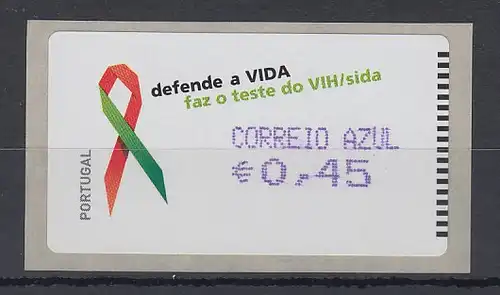 defende a VIDA
faz o teste do VIH/sida
CORREIO AZUL
€0,45
PORTUGAL